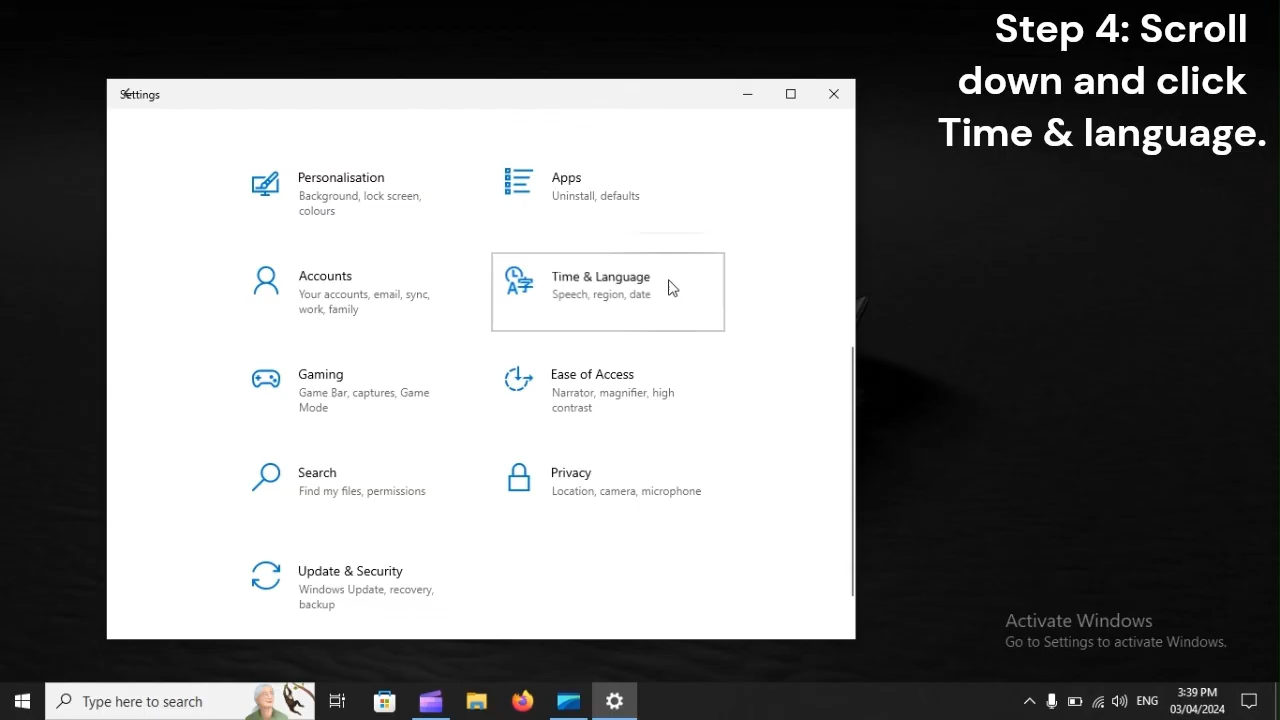 Step 4: Scroll
down and click
Time & language.
Settings
Personalisation
Background, lock screen,
colours
Apps
Uninstall, defaults
Accounts
Your accounts, email, sync,
work, family
Time & Language
Speech, region, date
Gaming
Game Bar, captures, Game
Mode
Ease of Access
Narrator, magnifier, high
contrast
Search
Find my files, permissions
Privacy
Location, camera, microphone
Update & Security
Windows Update, recovery,
backup
Activate Windows
Go to Settings to activate Windows.
Type here to search
ENG
3:39 PM
03/04/2024